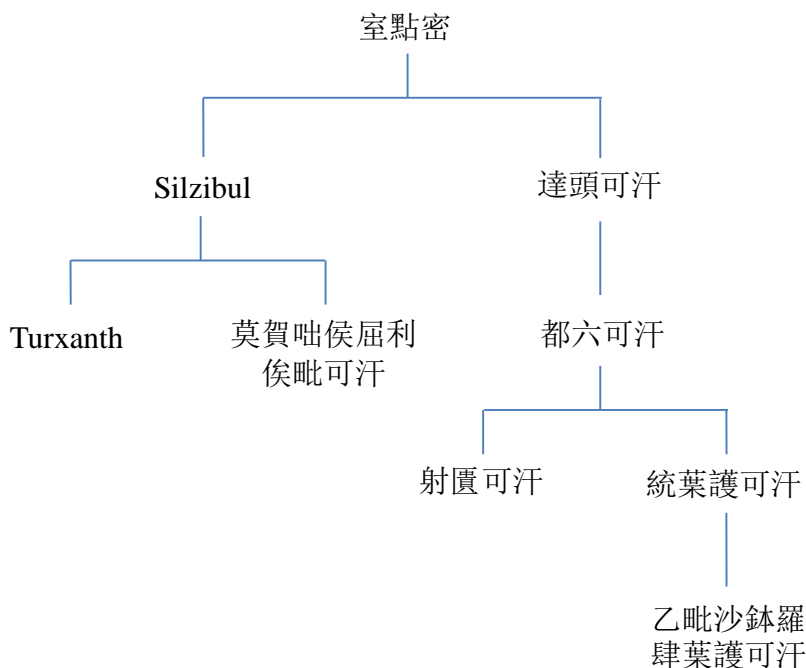 室點密
Silzibul
達頭可汗
Turxanth
莫賀咄侯屈利
俟毗可汗
都六可汗
射匱可汗
統葉護可汗
乙毗沙鉢羅
肆葉護可汗